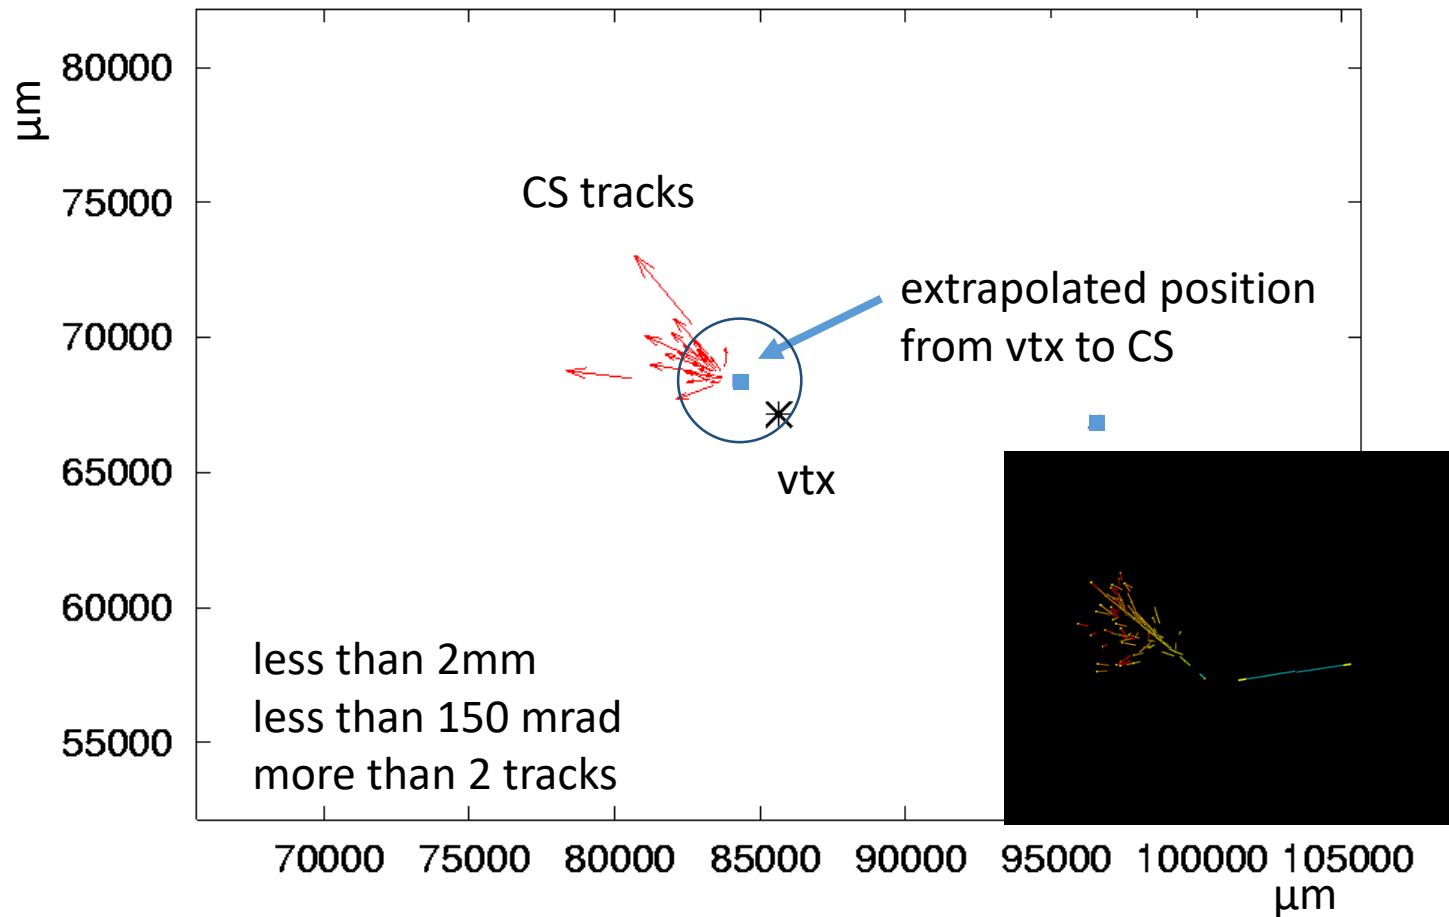 80000
μm
75000
CS tracks
extrapolated position
from vtx to CS
70000
65000
vtx
60000
less than 2mm
less than 150 mrad
55000
more than 2 tracks
70000 75000 80000 85000 90000 95000 100000 105000
μm